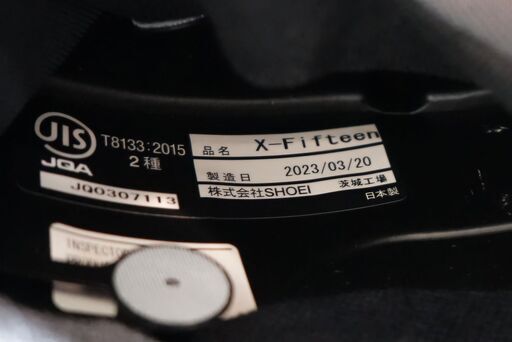 JIS
JQA
T8133:2015
2種
JQ0307113
品名 X-Fifteen
製造日 2023/03/20
株式会社SHOEI 茨城工場
日本製
INSPECTO